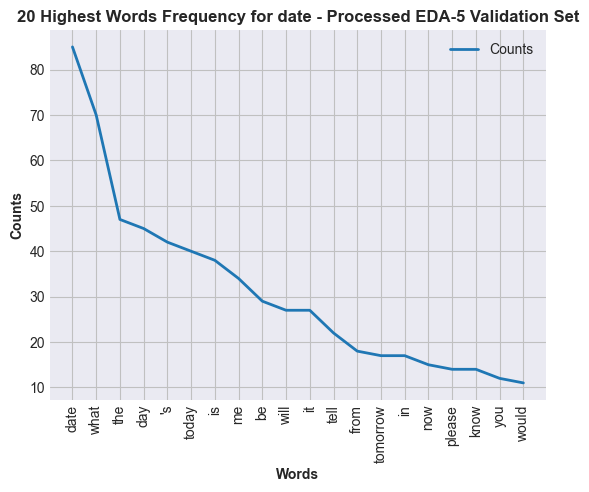 20 Highest Words Frequency for date - Processed EDA-5 Validation Set
Counts
80
70
60
50
40
30
20
10
Counts
date
what
the
day
's
today
is
me
be
will
it
tell
from
tomorrow
in
now
please
know
you
would
Words